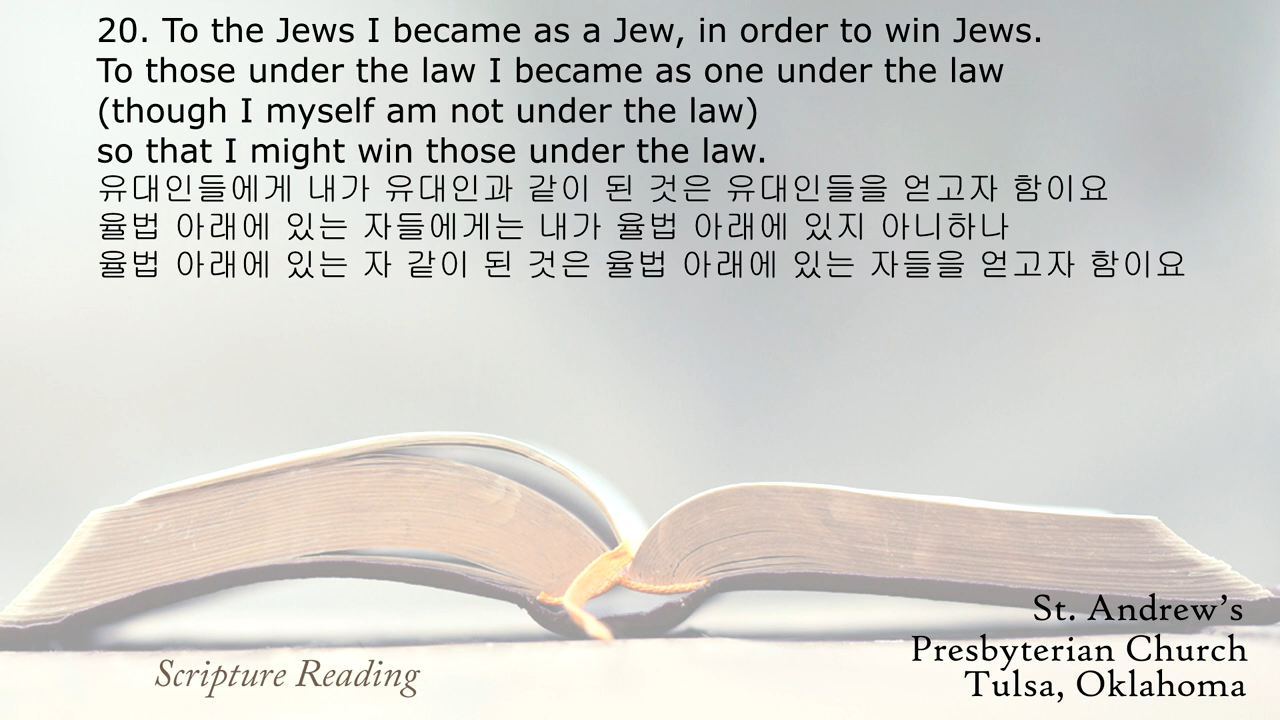 20. To the Jews I became as a Jew, in order to win Jews.
To those under the law I became as one under the law
(though I myself am not under the law)
so that I might win those under the law.
유대인들에게 내가 유대인과 같이 된 것은 유대인들을 얻고자 함이요
율법 아래에 있는 자들에게는 내가 율법 아래에 있지 아니하나
율법 아래에 있는 자 같이 된 것은 율법 아래에 있는 자들을 얻고자 함이요
St. Andrew’s
Presbyterian Church
Tulsa, Oklahoma
Scripture Reading